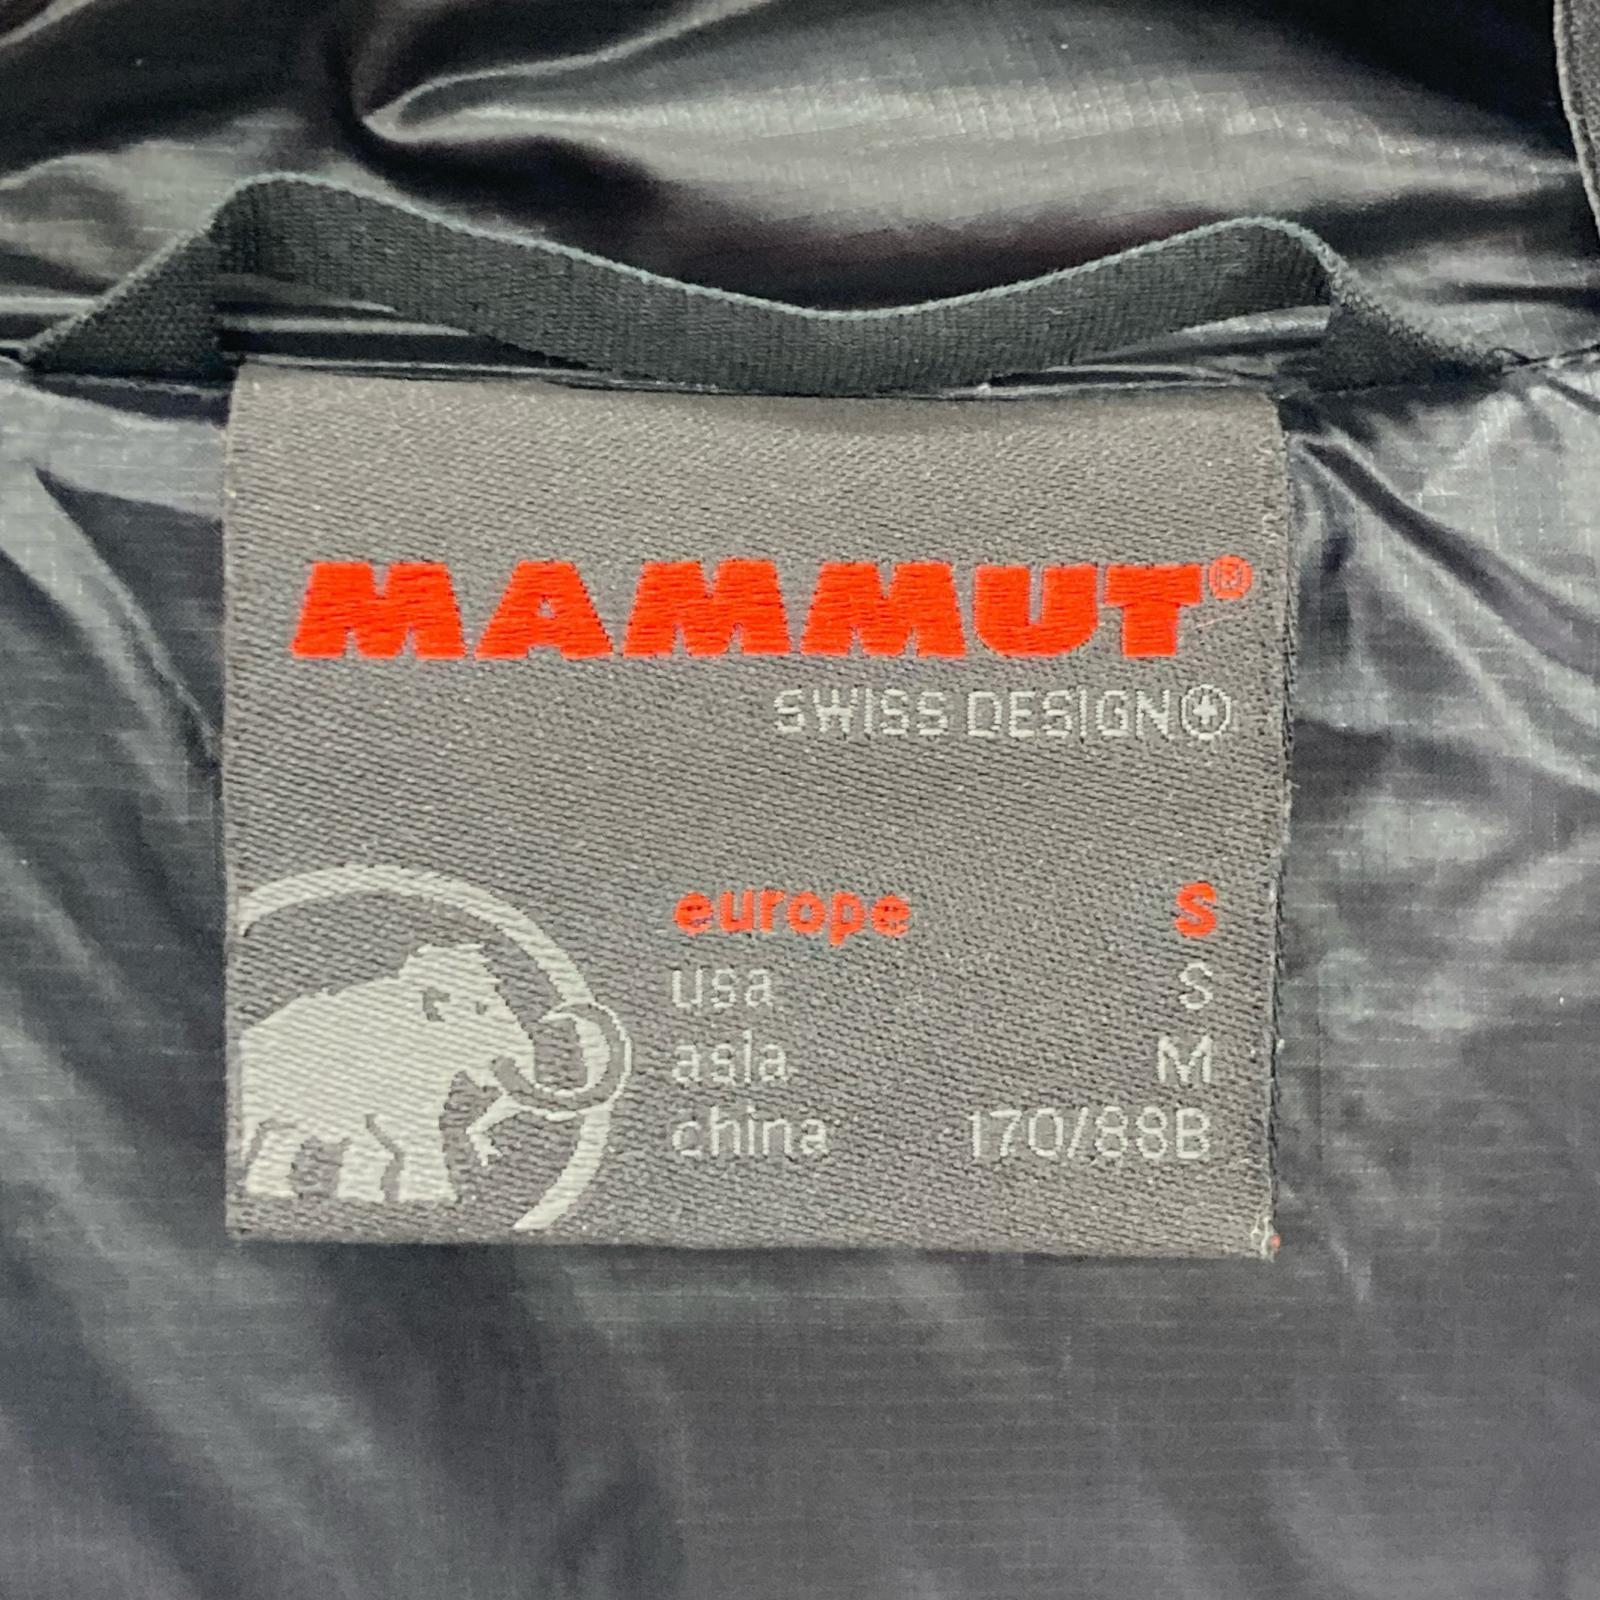 MAMMUT®
SWISS DESIGN
europe S
usa S
asia M
china 170/88B